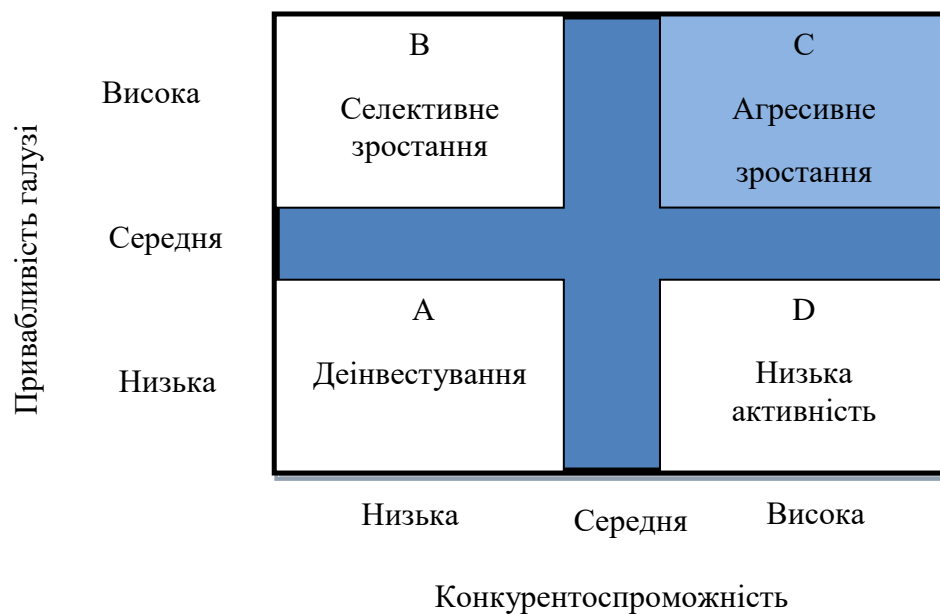 Привабливість галузі
B
C
Висока
Селективне
зростання
Агресивне
зростання
Середня
A
D
Низька
Деінвестування
Низька
активність
Низька
Середня
Висока
Конкурентоспроможність